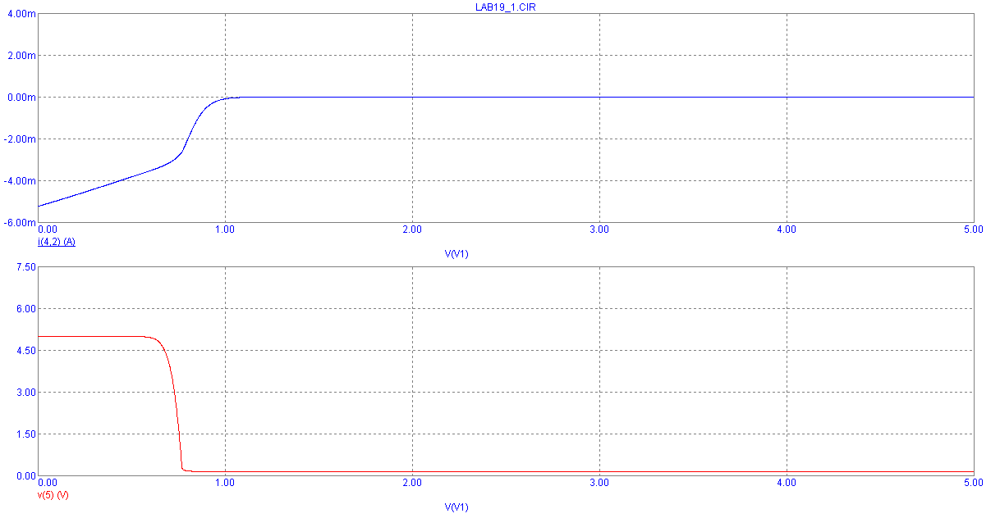 LAB19_1.CIR
4.00m
2.00m
0.00m
-2.00m
-4.00m
-6.00m
0.00 1.00 2.00 3.00 4.00 5.00
i(4,2) (A)
V(V1)
7.50
6.00
4.50
3.00
1.50
0.00
0.00 1.00 2.00 3.00 4.00 5.00
v(5) (V)
V(V1)